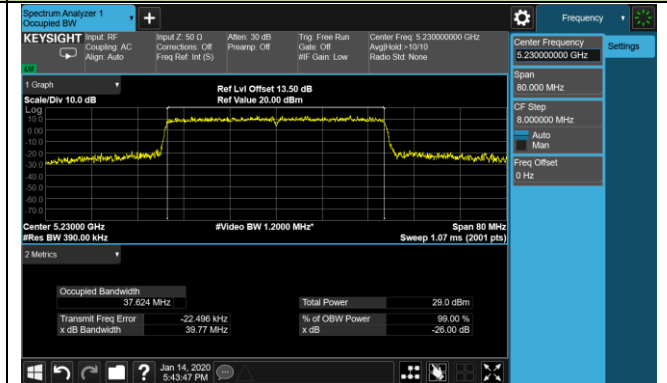 Spectrum Analyzer 1
Occupied BW
+
Frequency
KEYSIGHT
Input: RF
Coupling: AC
Align: Auto
Input Z: 50 Ω
Corrections: Off
Freq Ref: Int (S)
Atten: 30 dB
Preamp: Off
Trig: Free Run
Gate: Off
#IF Gain: Low
Center Freq: 5.230000000 GHz
Avg|Hold:>10/10
Radio Std: None
Center Frequency
5.230000000 GHz
Settings
Span
80.000 MHz
CF Step
8.000000 MHz
Auto
Man
Freq Offset
0 Hz
1 Graph
Scale/Div 10.0 dB
Ref Lvl Offset 13.50 dB
Ref Value 20.00 dBm
Log
10.0
0.00
-10.0
-20.0
-30.0
-40.0
-50.0
-60.0
-70.0
Center 5.23000 GHz
#Video BW 1.2000 MHz*
Span 80 MHz
#Res BW 390.00 kHz
Sweep 1.07 ms (2001 pts)
2 Metrics
Occupied Bandwidth
37.624 MHz
Total Power
29.0 dBm
Transmit Freq Error
-22.496 kHz
% of OBW Power
99.00 %
x dB Bandwidth
39.77 MHz
x dB
-26.00 dB
?
Jan 14, 2020
5:43:47 PM